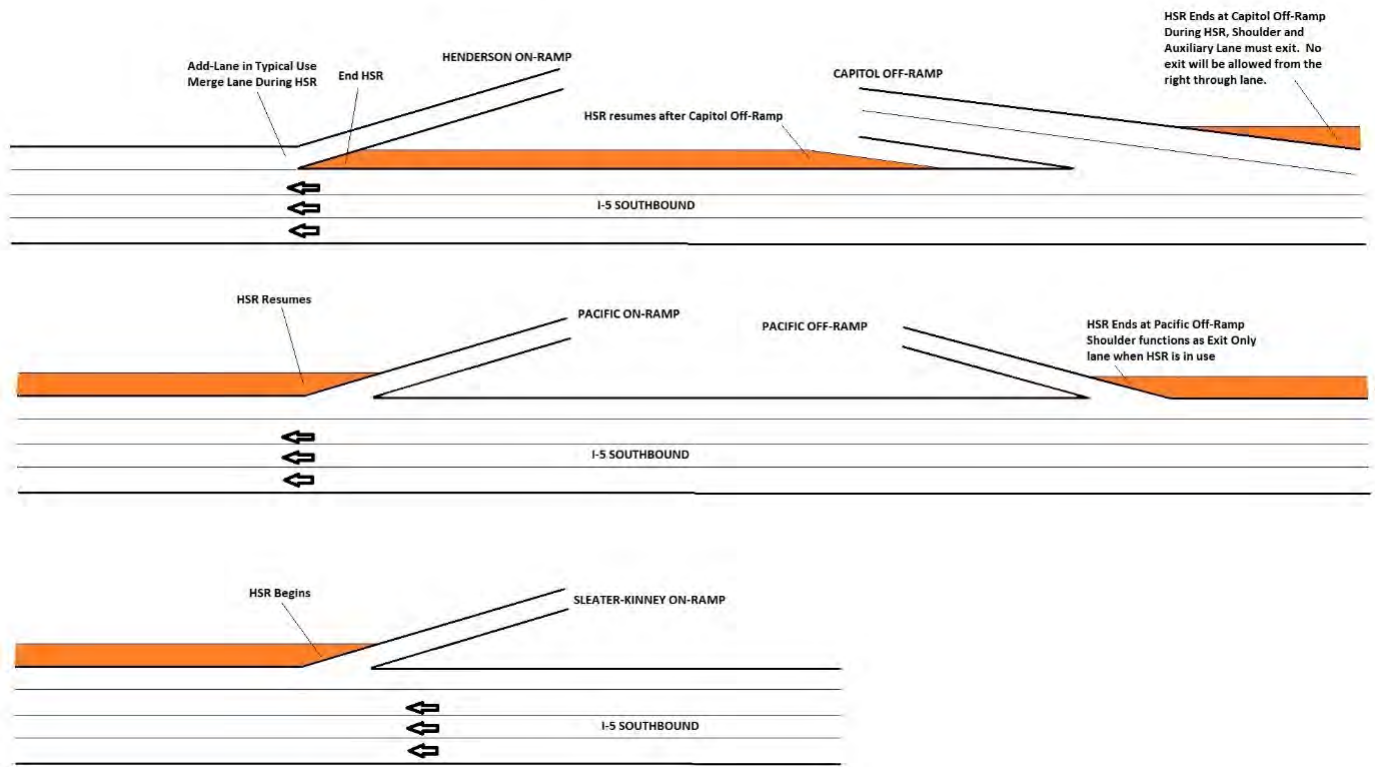 HSR Ends at Capitol Off-Ramp
During HSR, Shoulder and
Auxiliary Lane must exit. No
exit will be allowed from the
right through lane.
HENDERSON ON-RAMP
Add-Lane in Typical Use
Merge Lane During HSR
End HSR
CAPITOL OFF-RAMP
HSR resumes after Capitol Off-Ramp
I-5 SOUTHBOUND
HSR Resumes
PACIFIC ON-RAMP
PACIFIC OFF-RAMP
HSR Ends at Pacific Off-Ramp
Shoulder functions as Exit Only
lane when HSR is in use
I-5 SOUTHBOUND
HSR Begins
SLEATER-KINNEY ON-RAMP
I-5 SOUTHBOUND